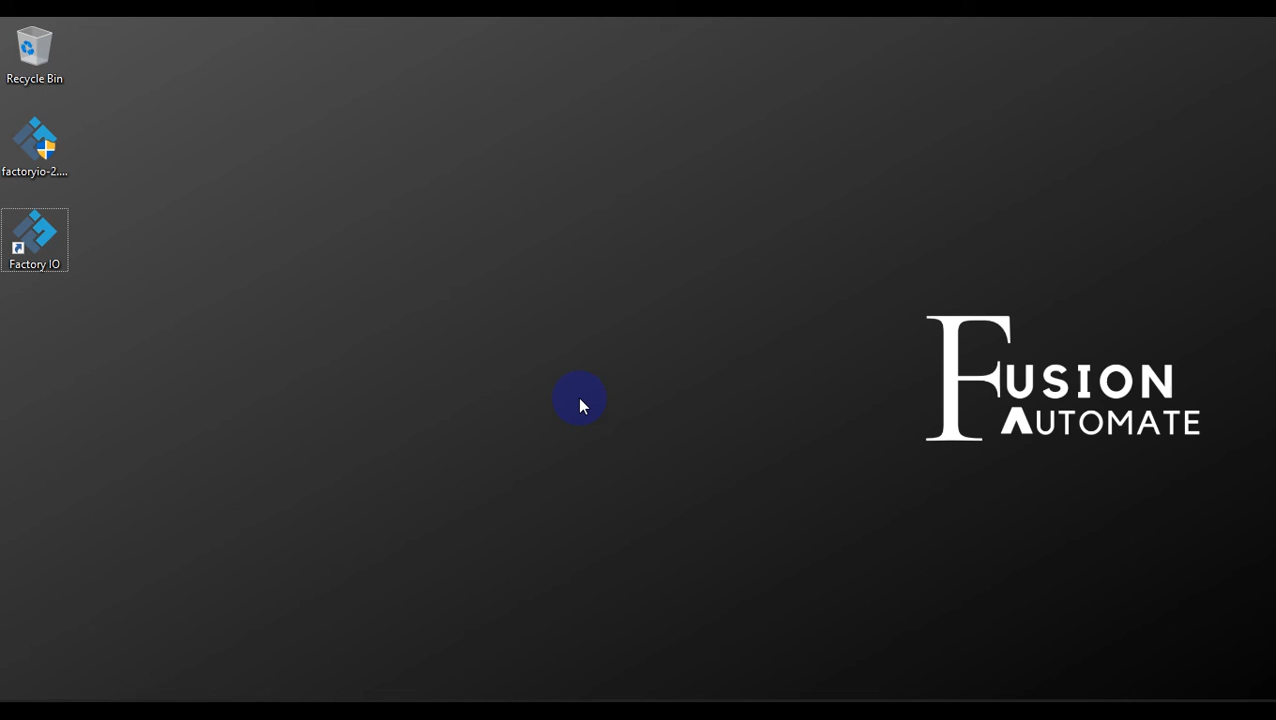 Recycle Bin
factoryio-2....
Factory IO
FUSION
AUTOMATE